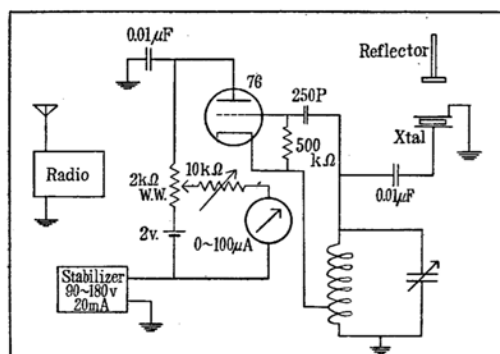 0.01μF
76
Reflector
250P
Xtal
500
kΩ
Radio
2kΩ
W.W.
10kΩ
0.01μF
2v.
0~100μA
Stabilizer
90~180v
20mA